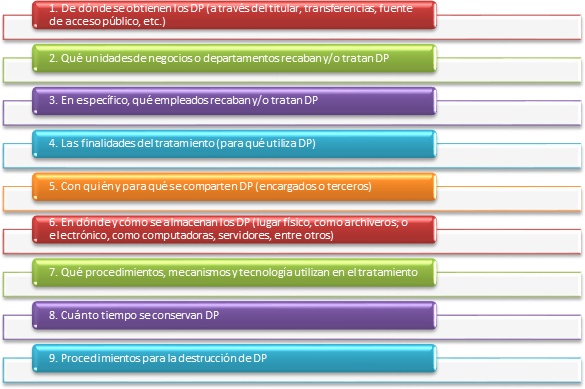 1. De dónde se obtienen los DP (a través del titular, transferencias, fuente
de acceso público, etc.)
2. Qué unidades de negocios o departamentos recaban y/o tratan DP
3. En específico, qué empleados recaban y/o tratan DP
4. Las finalidades del tratamiento (para qué utiliza DP)
5. Con quién y para qué se comparten DP (encargados o terceros)
6. En dónde y cómo se almacenan los DP (lugar físico, como archiveros; o
electrónico, como computadoras, servidores, entre otros)
7. Qué procedimientos, mecanismos y tecnología utilizan en el tratamiento
8. Cuánto tiempo se conservan DP
9. Procedimientos para la destrucción de DP